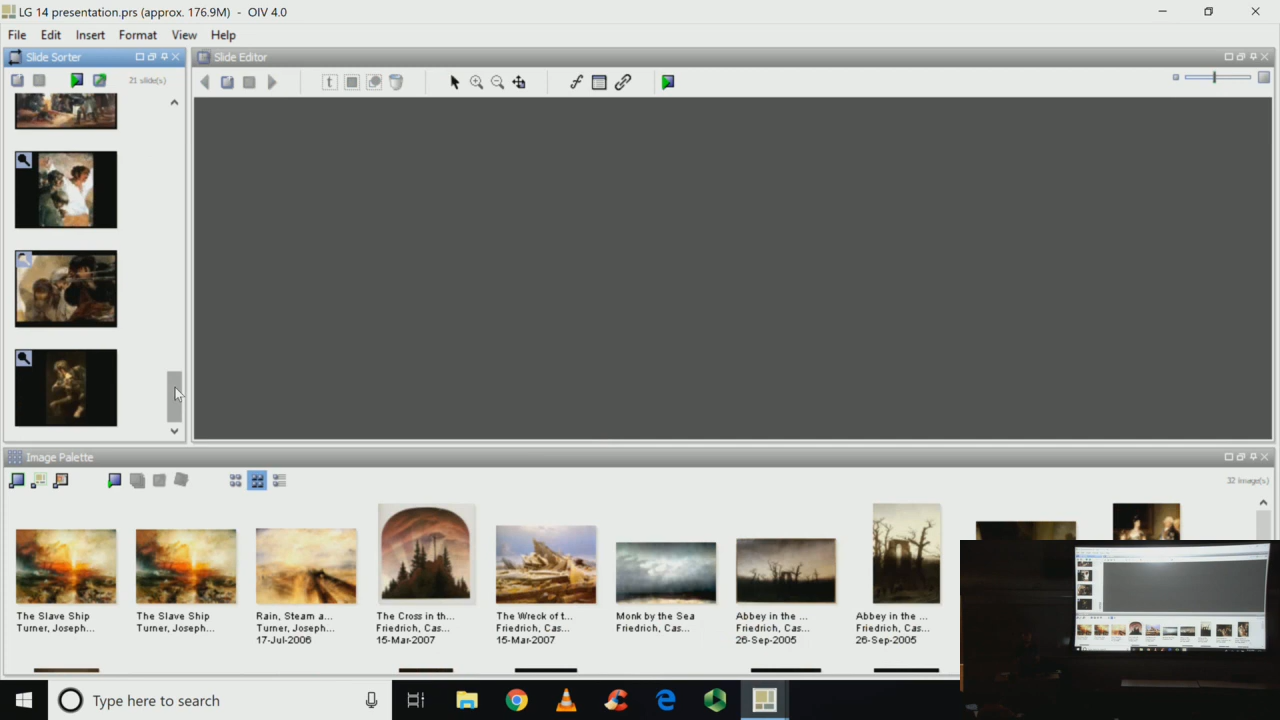 LG 14 presentation.prs (approx. 176.9M) - OIV 4.0
File Edit Insert Format View Help
Slide Sorter
Slide Editor
21 slide(s)
t
Image Palette
32 image(s)
The Slave Ship
Turner, Joseph...
The Slave Ship
Turner, Joseph...
Rain, Steam a...
Turner, Joseph...
17-Jul-2006
The Cross in th...
Friedrich, Cas...
15-Mar-2007
The Wreck of t...
Friedrich, Cas...
15-Mar-2007
Monk by the Sea
Friedrich, Cas...
Abbey in the ...
Friedrich, Cas...
26-Sep-2005
Abbey in the ...
Friedrich, Cas...
26-Sep-2005
Type here to search